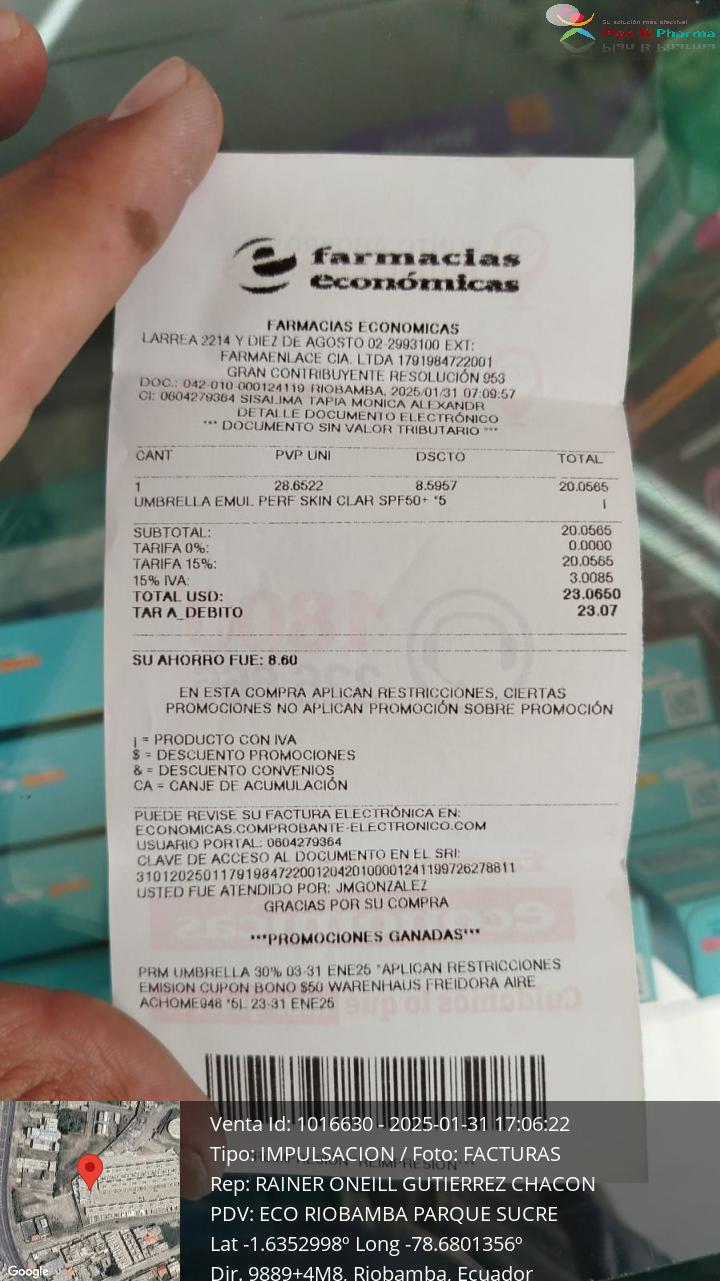 Su solución más efectiva!
Plan B Pharma
farmacias
económicas
FARMACIAS ECONOMICAS
LARREA 2214 Y DIEZ DE AGOSTO 02-2993100 EXT:
FARMAENLACE CIA. LTDA 1791984722001
GRAN CONTRIBUYENTE RESOLUCIÓN 953
DOC.: 042-010-000124119 RIOBAMBA, 2025/01/31 07:09:57
CI: 0604279364 SISALIMA TAPIA MONICA ALEXANDR
DETALLE DOCUMENTO ELECTRÓNICO
*** DOCUMENTO SIN VALOR TRIBUTARIO ***
CANT PVP UNI DSCTO TOTAL
1 28.6522 8.5957 20.0565
UMBRELLA EMUL PERF SKIN CLAR SPF50+ *5 ¡
SUBTOTAL: 20.0565
TARIFA 0%: 0.0000
TARIFA 15%: 20.0565
15% IVA: 3.0085
TOTAL USD: 23.0650
TAR A_DEBITO 23.07
SU AHORRO FUE: 8.60
EN ESTA COMPRA APLICAN RESTRICCIONES, CIERTAS
PROMOCIONES NO APLICAN PROMOCIÓN SOBRE PROMOCIÓN
¡ = PRODUCTO CON IVA
$ = DESCUENTO PROMOCIONES
& = DESCUENTO CONVENIOS
CA = CANJE DE ACUMULACIÓN
PUEDE REVISE SU FACTURA ELECTRÓNICA EN:
ECONOMICAS.COMPROBANTE-ELECTRONICO.COM
USUARIO PORTAL: 0604279364
CLAVE DE ACCESO AL DOCUMENTO EN EL SRI:
3101202501179198472200120420100001241199726278811
USTED FUE ATENDIDO POR: JMGONZALEZ
GRACIAS POR SU COMPRA
***PROMOCIONES GANADAS***
PRM UMBRELLA 30% 03-31 ENE25 *APLICAN RESTRICCIONES
EMISION CUPON BONO $50 WARENHAUS FREIDORA AIRE
ACHOME948 *5L 23-31 ENE25
Venta Id: 1016630 - 2025-01-31 17:06:22
Tipo: IMPULSACION / Foto: FACTURAS
Rep: RAINER ONEILL GUTIERREZ CHACON
PDV: ECO RIOBAMBA PARQUE SUCRE
Lat -1.6352998º Long -78.6801356º
Dir. 9889+4M8, Riobamba, Ecuador
Google